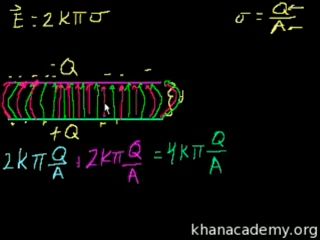 E⃗ = 2Kπσ
σ = Q/A
- Q
d
+ Q
2Kπ Q/A + 2Kπ Q/A = 4Kπ Q/A
khanacademy.org